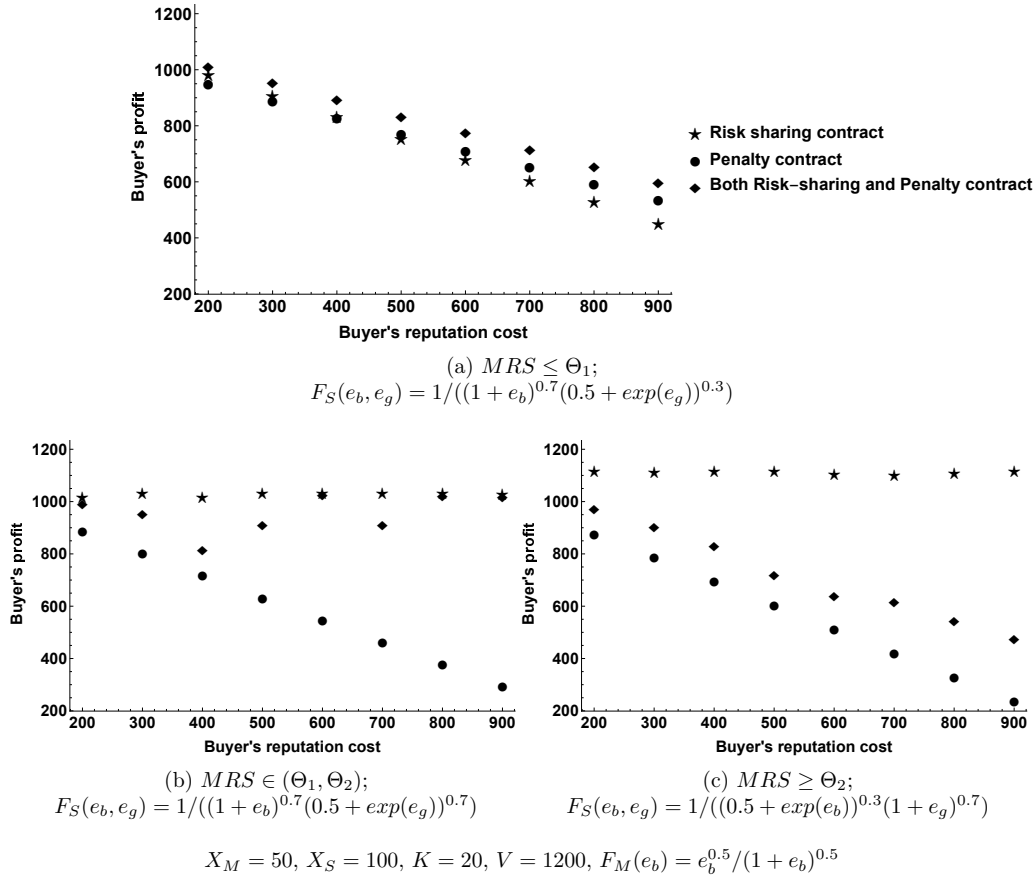 1200
1000
800
600
400
200
Buyer's profit
200 300 400 500 600 700 800 900
Buyer's reputation cost
Risk sharing contract
Penalty contract
Both Risk-sharing and Penalty contract
(a) MRS ≤ Θ₁;
F_S(e_b, e_g) = 1/((1 + e_b)^{0.7}(0.5 + exp(e_g))^{0.3})
1200
1000
800
600
400
200
Buyer's profit
200 300 400 500 600 700 800 900
Buyer's reputation cost
(b) MRS ∈ (Θ₁, Θ₂);
F_S(e_b, e_g) = 1/((1 + e_b)^{0.7}(0.5 + exp(e_g))^{0.7})
1200
1000
800
600
400
200
Buyer's profit
200 300 400 500 600 700 800 900
Buyer's reputation cost
(c) MRS ≥ Θ₂;
F_S(e_b, e_g) = 1/((0.5 + exp(e_b))^{0.3}(1 + e_g)^{0.7})
X_M = 50, X_S = 100, K = 20, V = 1200, F_M(e_b) = e_b^{0.5}/(1 + e_b)^{0.5}